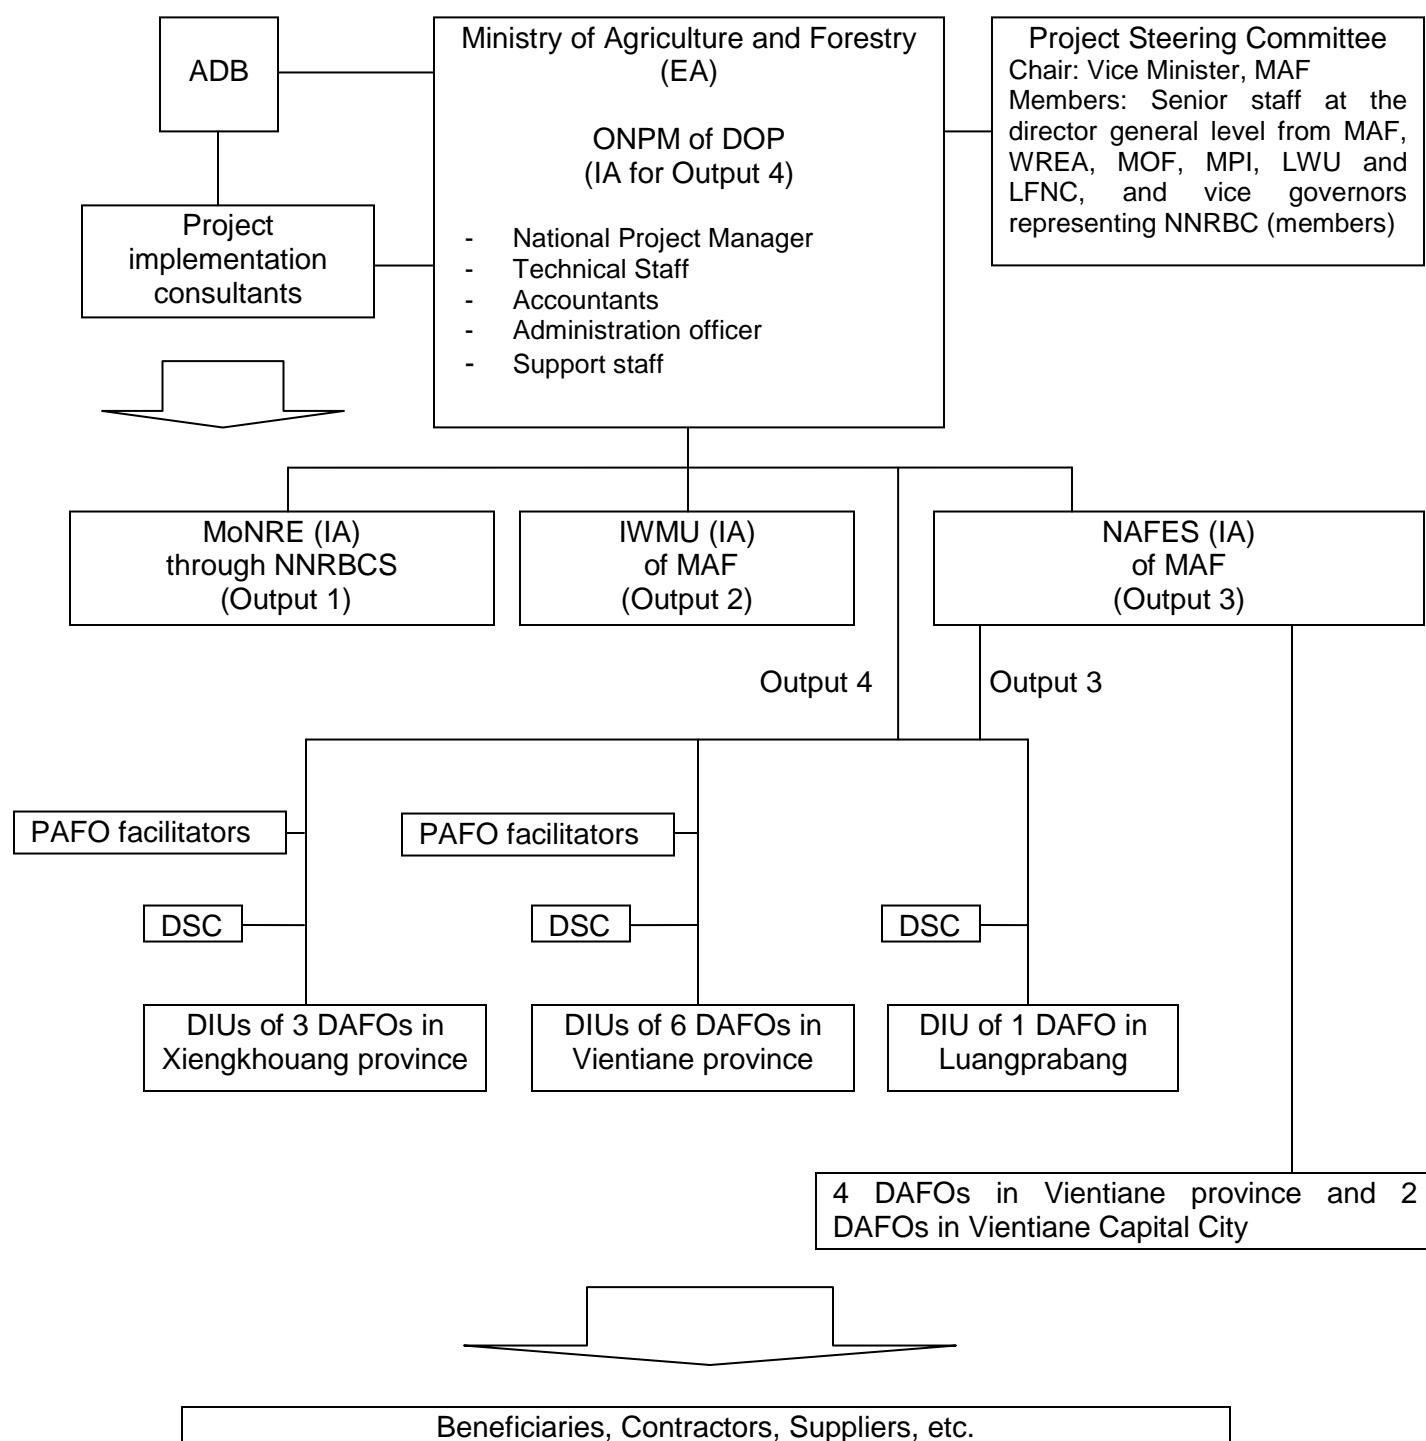 ADB
Ministry of Agriculture and Forestry
(EA)
ONPM of DOP
(IA for Output 4)
- National Project Manager
- Technical Staff
- Accountants
- Administration officer
- Support staff
Project Steering Committee
Chair: Vice Minister, MAF
Members: Senior staff at the
director general level from MAF,
WREA, MOF, MPI, LWU and
LFNC, and vice governors
representing NNRBC (members)
Project
implementation
consultants
MoNRE (IA)
through NNRBCS
(Output 1)
IWMU (IA)
of MAF
(Output 2)
NAFES (IA)
of MAF
(Output 3)
Output 4
Output 3
PAFO facilitators
PAFO facilitators
DSC
DSC
DSC
DIUs of 3 DAFOs in
Xiengkhouang province
DIUs of 6 DAFOs in
Vientiane province
DIU of 1 DAFO in
Luangprabang
4 DAFOs in Vientiane province and 2
DAFOs in Vientiane Capital City
Beneficiaries, Contractors, Suppliers, etc.